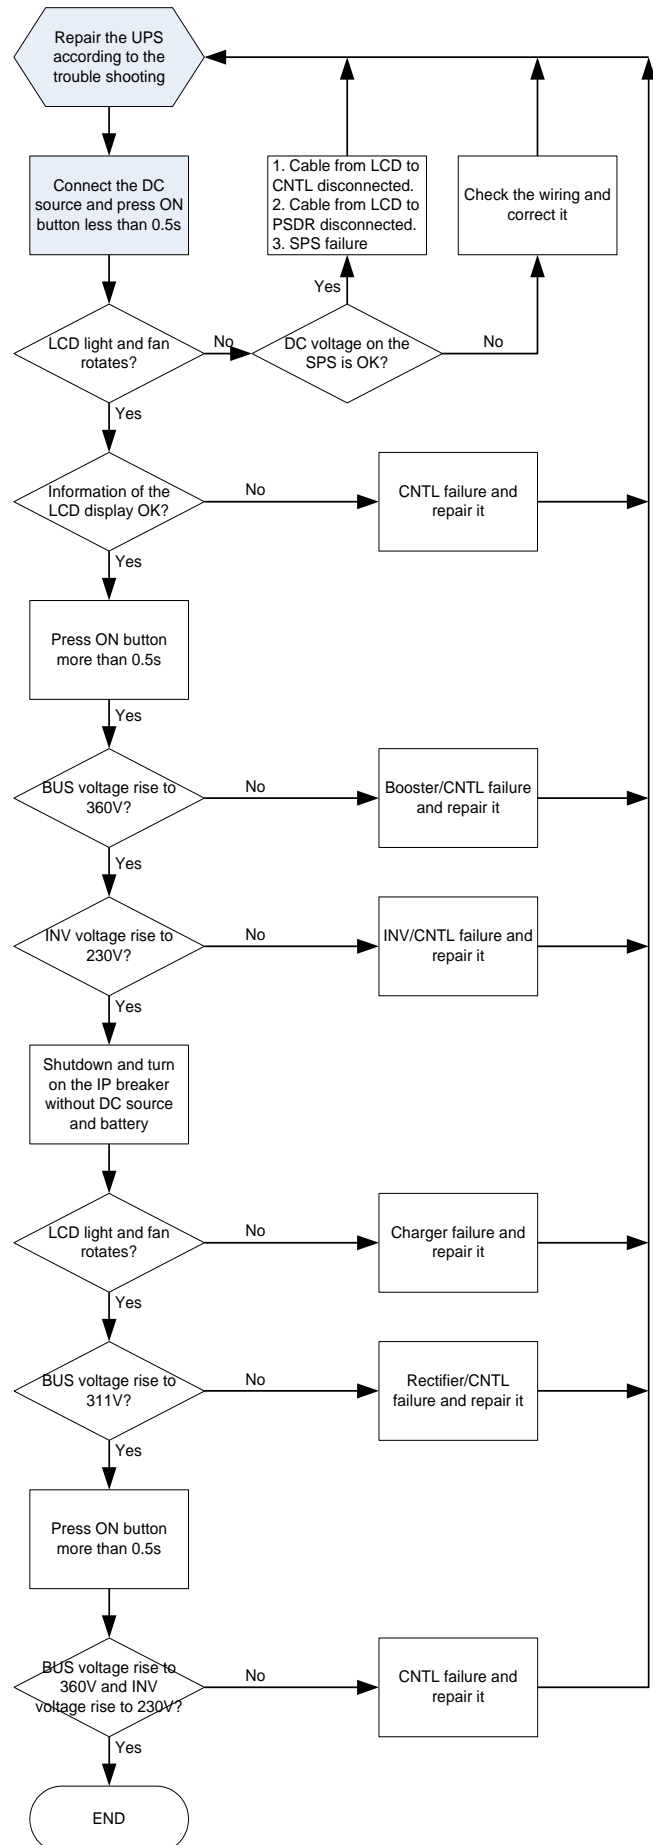 Repair the UPS
according to the
trouble shooting
Connect the DC
source and press ON
button less than 0.5s
1. Cable from LCD to
CNTL disconnected.
2. Cable from LCD to
PSDR disconnected.
3. SPS failure
Check the wiring and
correct it
Yes
LCD light and fan
rotates?
No
DC voltage on the
SPS is OK?
No
Yes
Information of the
LCD display OK?
No
CNTL failure and
repair it
Yes
Press ON button
more than 0.5s
Yes
BUS voltage rise to
360V?
No
Booster/CNTL failure
and repair it
Yes
INV voltage rise to
230V?
No
INV/CNTL failure and
repair it
Yes
Shutdown and turn
on the IP breaker
without DC source
and battery
LCD light and fan
rotates?
No
Charger failure and
repair it
Yes
BUS voltage rise to
311V?
No
Rectifier/CNTL
failure and repair it
Yes
Press ON button
more than 0.5s
BUS voltage rise to
360V and INV
voltage rise to 230V?
No
CNTL failure and
repair it
Yes
END